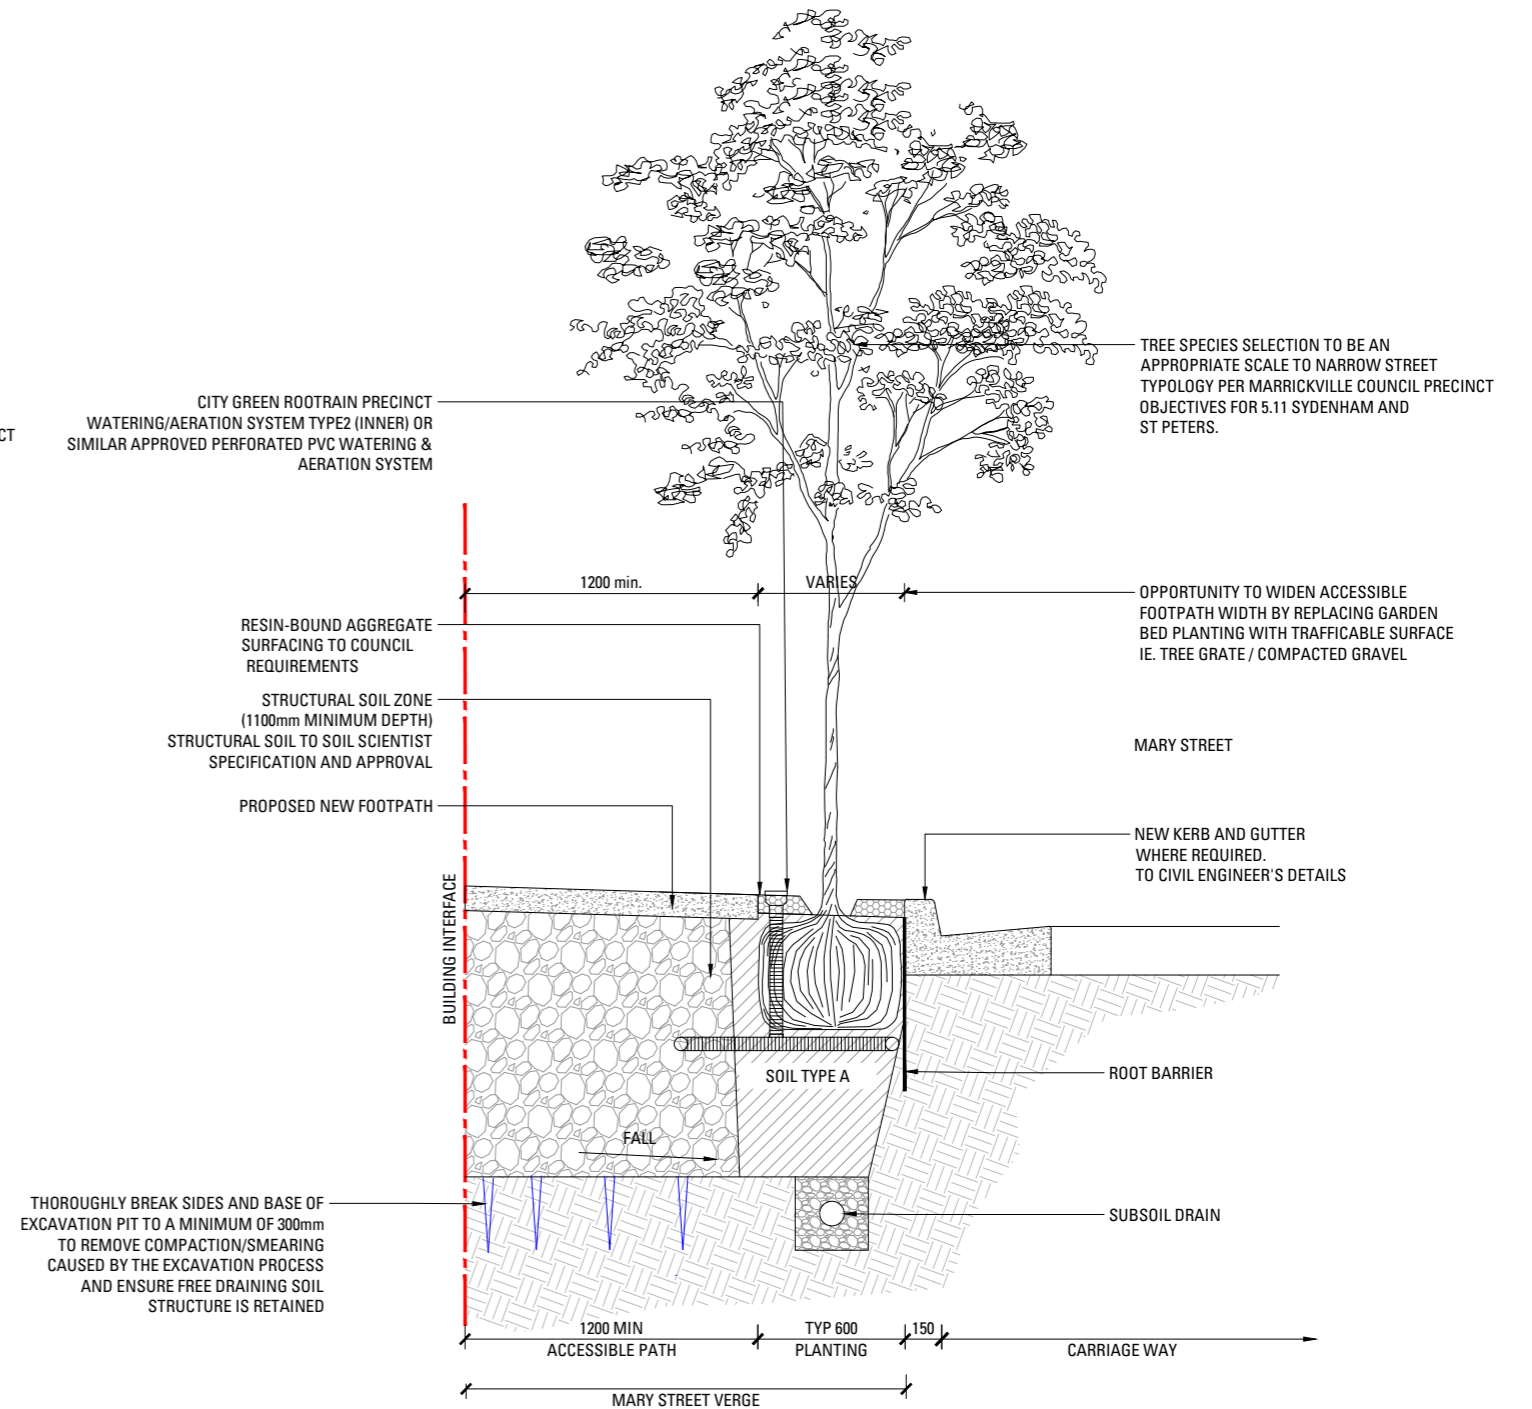 CITY GREEN ROOTRAIN PRECINCT
WATERING/AERATION SYSTEM TYPE2 (INNER) OR
SIMILAR APPROVED PERFORATED PVC WATERING &
AERATION SYSTEM
CT
TREE SPECIES SELECTION TO BE AN
APPROPRIATE SCALE TO NARROW STREET
TYPOLOGY PER MARRICKVILLE COUNCIL PRECINCT
OBJECTIVES FOR 5.11 SYDENHAM AND
ST PETERS.
1200 min.
VARIES
OPPORTUNITY TO WIDEN ACCESSIBLE
FOOTPATH WIDTH BY REPLACING GARDEN
BED PLANTING WITH TRAFFICABLE SURFACE
IE. TREE GRATE / COMPACTED GRAVEL
RESIN-BOUND AGGREGATE
SURFACING TO COUNCIL
REQUIREMENTS
STRUCTURAL SOIL ZONE
(1100mm MINIMUM DEPTH)
STRUCTURAL SOIL TO SOIL SCIENTIST
SPECIFICATION AND APPROVAL
MARY STREET
PROPOSED NEW FOOTPATH
NEW KERB AND GUTTER
WHERE REQUIRED.
TO CIVIL ENGINEER'S DETAILS
BUILDING INTERFACE
SOIL TYPE A
ROOT BARRIER
FALL
THOROUGHLY BREAK SIDES AND BASE OF
EXCAVATION PIT TO A MINIMUM OF 300mm
TO REMOVE COMPACTION/SMEARING
CAUSED BY THE EXCAVATION PROCESS
AND ENSURE FREE DRAINING SOIL
STRUCTURE IS RETAINED
SUBSOIL DRAIN
1200 MIN
ACCESSIBLE PATH
TYP 600
PLANTING
150
CARRIAGE WAY
MARY STREET VERGE